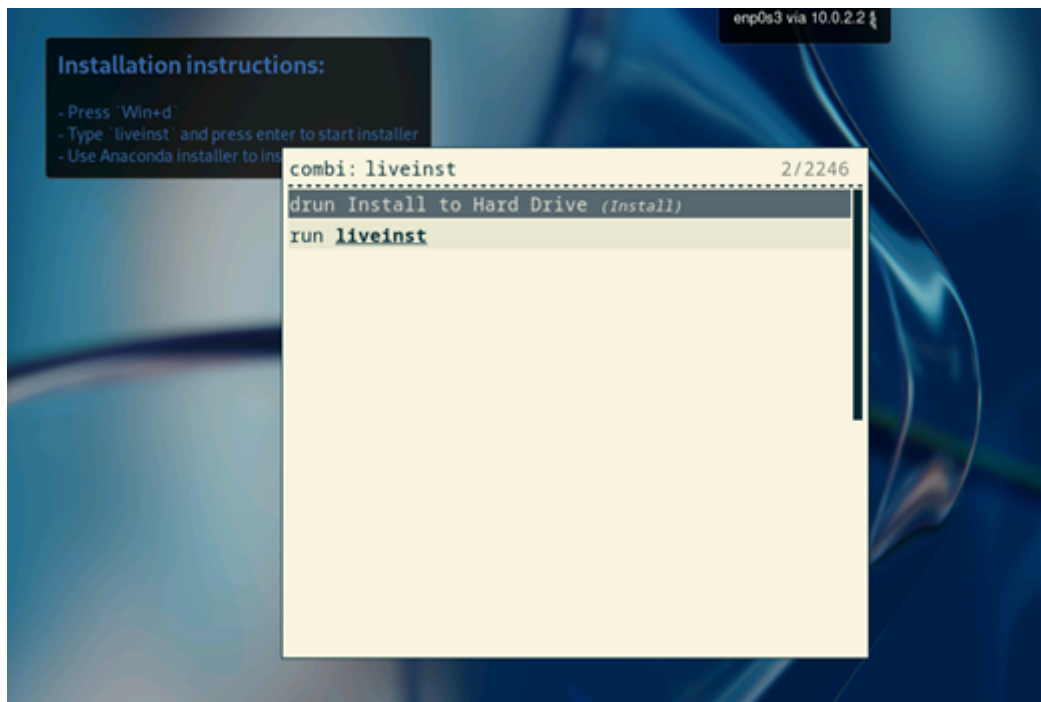 enp0s3 via 10.0.2.2
Installation instructions:
- Press `Win+d`
- Type `liveinst` and press enter to start installer
- Use Anaconda installer to
combi: liveinst 2/2246
drun Install to Hard Drive (Install)
run liveinst